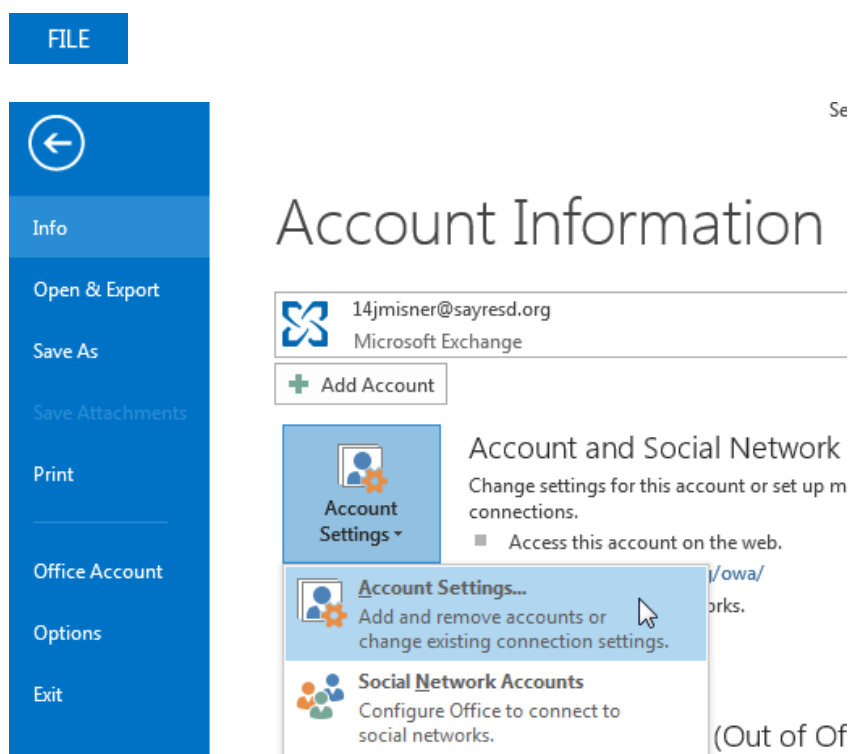 FILE
Se
Info
Open & Export
Save As
Save Attachments
Print
Office Account
Options
Exit
Account Information
14jmisner@sayresd.org
Microsoft Exchange
Add Account
Account
Settings
Account and Social Network
Change settings for this account or set up m
connections.
Access this account on the web.
/owa/
orks.
Account Settings...
Add and remove accounts or
change existing connection settings.
Social Network Accounts
Configure Office to connect to
social networks.
(Out of Of